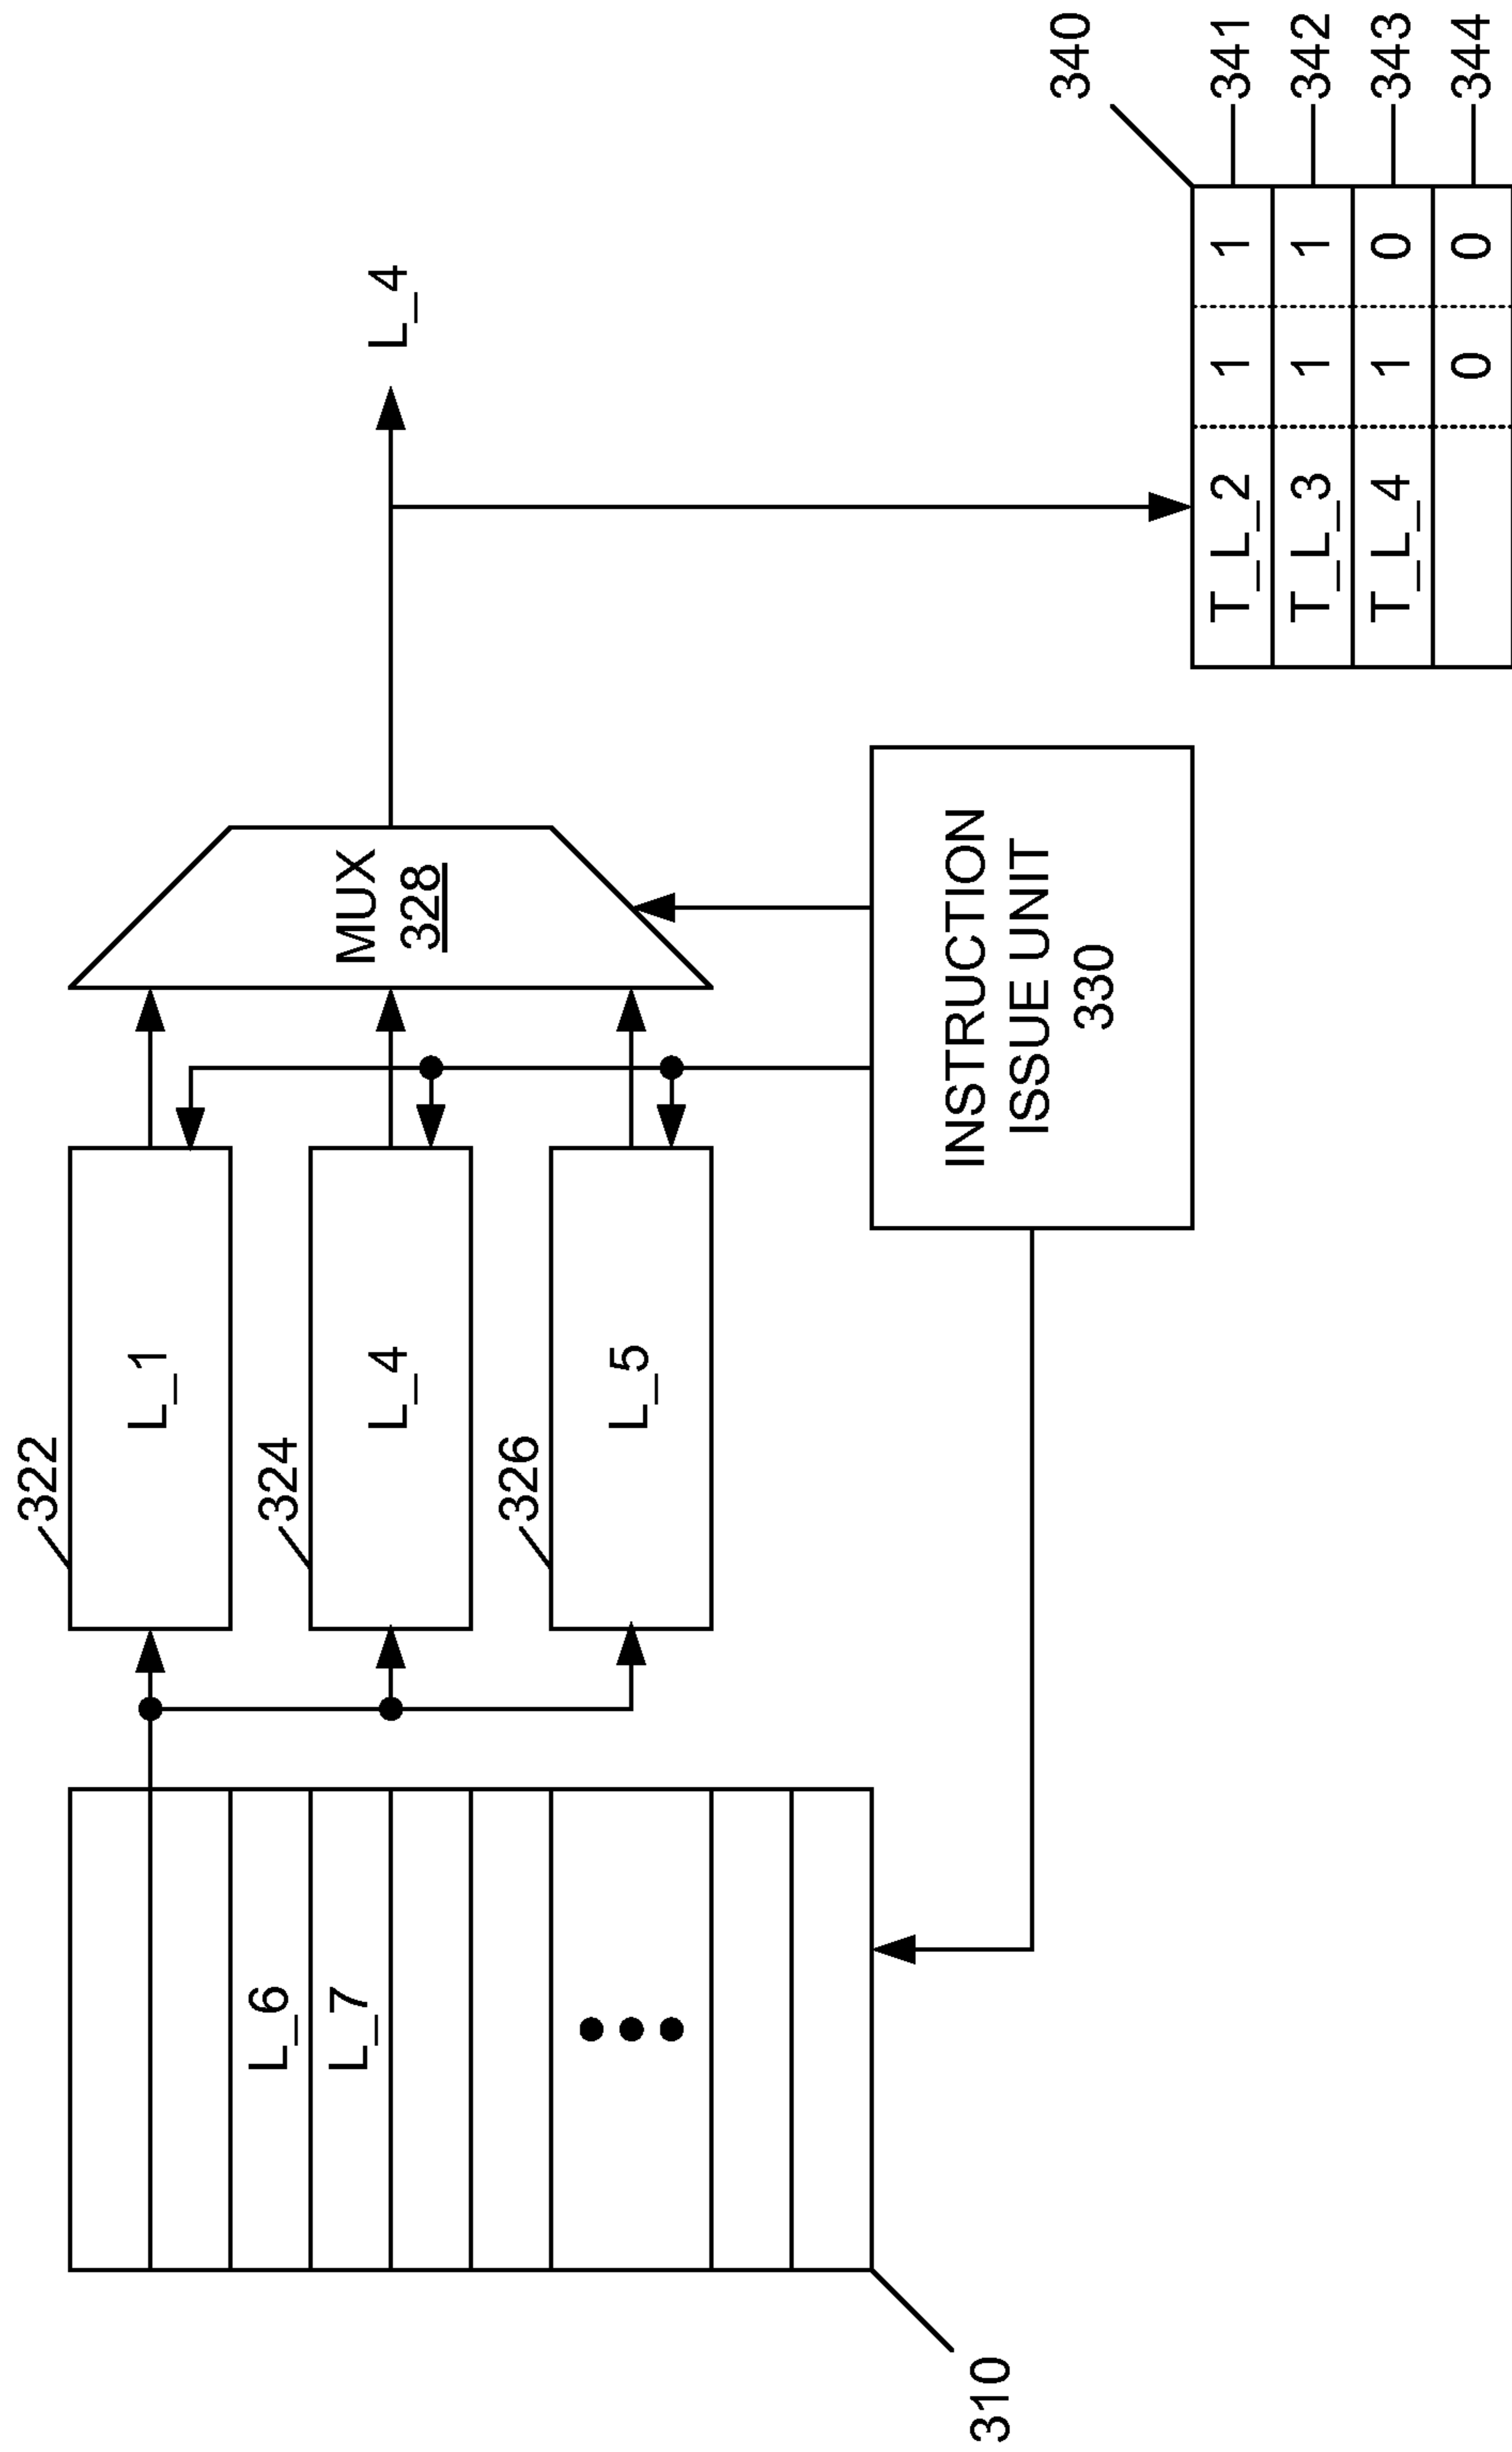 322
L_1
324
L_4
326
L_5
L_6
L_7
310
MUX
328
L_4
INSTRUCTION
ISSUE UNIT
330
340
T_L_2 1 1 341
T_L_3 1 1 342
T_L_4 1 0 343
0 0 344